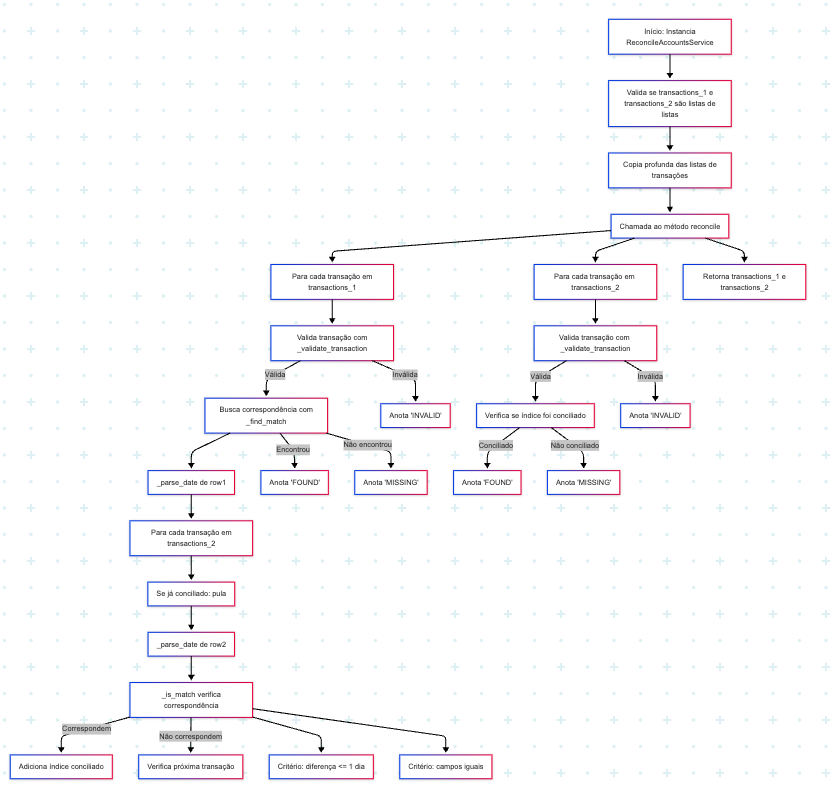 Início: Instancia
ReconcileAccountsService
Valida se transactions_1 e
transactions_2 são listas de
listas
Copia profunda das listas de
transações
Chamada ao método reconcile
Para cada transação em
transactions_1
Para cada transação em
transactions_2
Retorna transactions_1 e
transactions_2
Valida transação com
_validate_transaction
Valida transação com
_validate_transaction
Válida
Inválida
Válida
Inválida
Busca correspondência com
_find_match
Anota 'INVALID'
Verifica se índice foi conciliado
Anota 'INVALID'
Encontrou
Não encontrou
Conciliado
Não conciliado
_parse_date de row1
Anota 'FOUND'
Anota 'MISSING'
Anota 'FOUND'
Anota 'MISSING'
Para cada transação em
transactions_2
Se já conciliado: pula
_parse_date de row2
_is_match verifica
correspondência
Correspondem
Não correspondem
Adiciona índice conciliado
Verifica próxima transação
Critério: diferença <= 1 dia
Critério: campos iguais